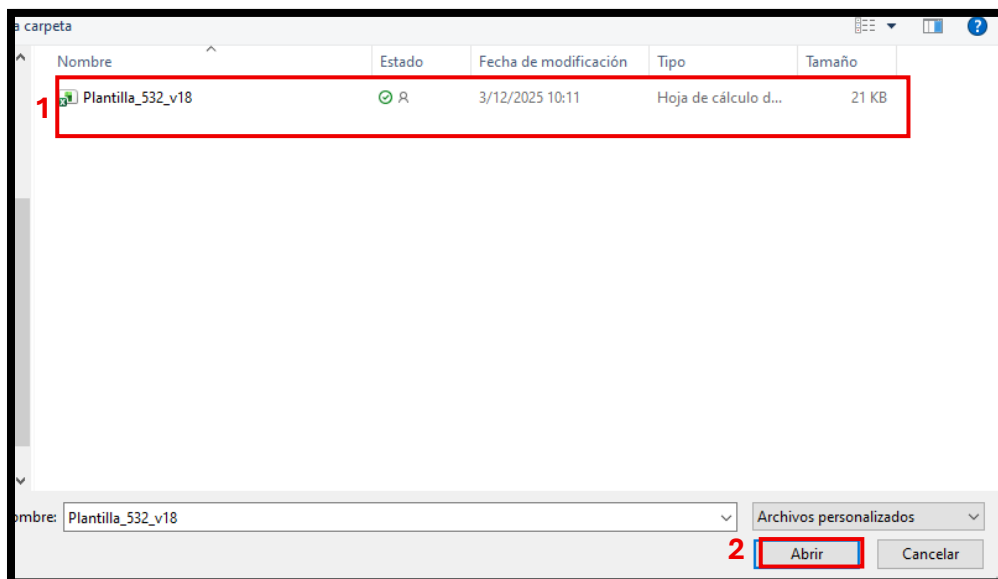 a carpeta
Nombre Estado Fecha de modificación Tipo Tamaño
1 Plantilla_532_v18 3/12/2025 10:11 Hoja de cálculo d... 21 KB
ombre: Plantilla_532_v18 Archivos personalizados
2 Abrir Cancelar